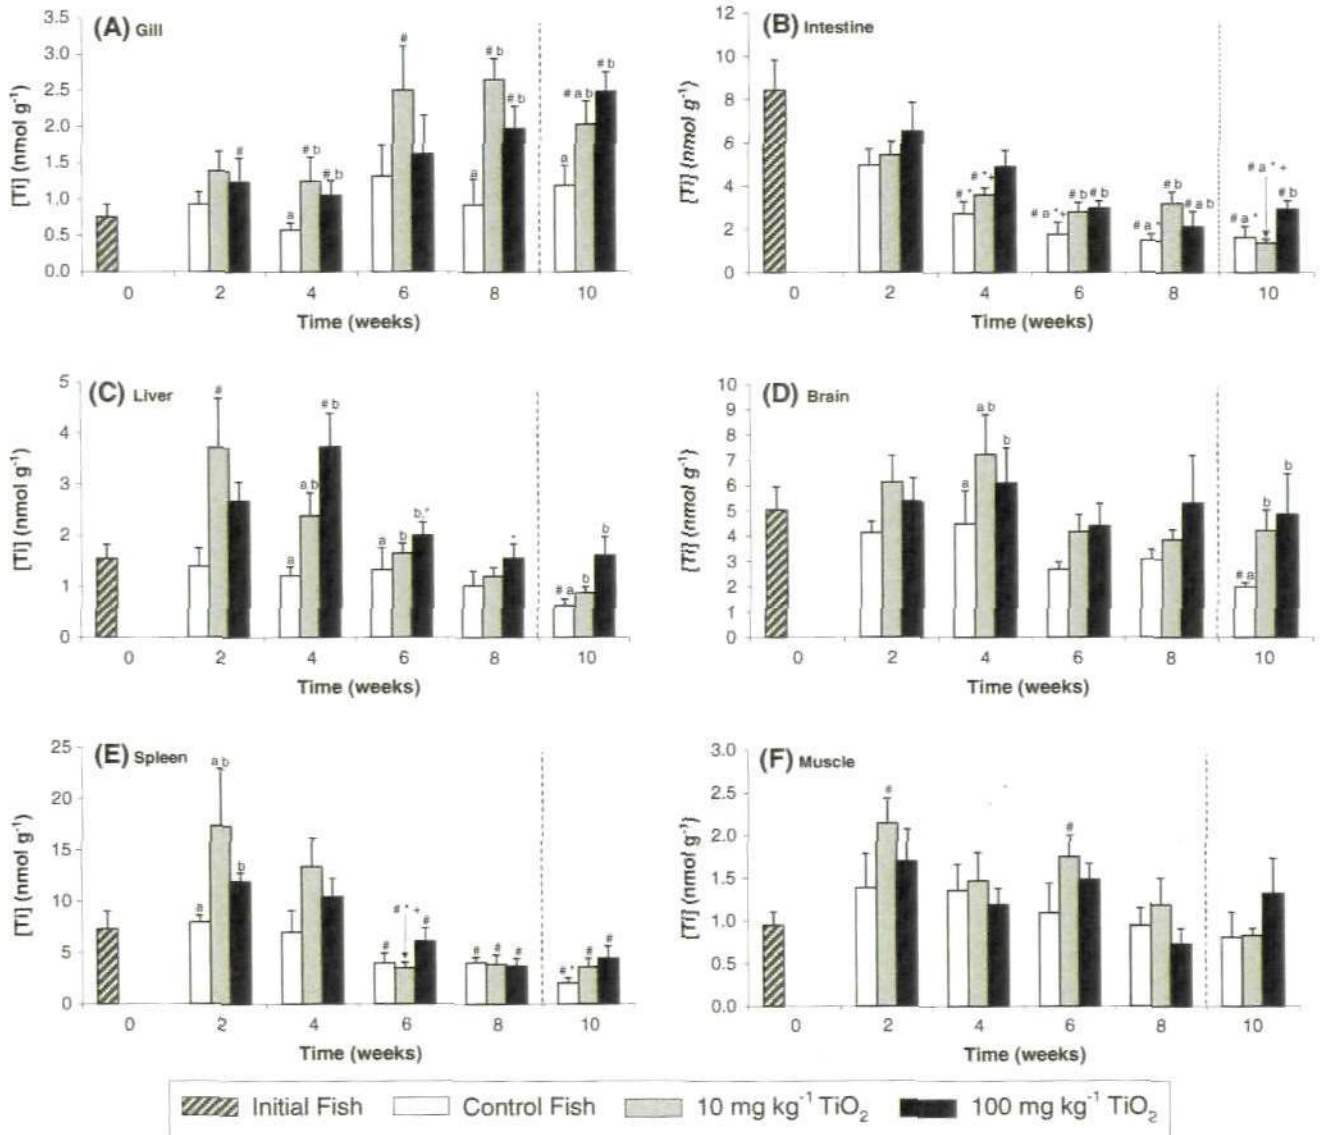 (A) Gill
[Ti] (nmol g⁻¹)
3.5
3.0
2.5
2.0
1.5
1.0
0.5
0.0
#
# b
# b
#
# b
# b
# a b
# b
a
a
a
0 2 4 6 8 10
Time (weeks)
(B) Intestine
[Ti] (nmol g⁻¹)
12
10
8
6
4
2
0
# *
# * +
# a * +
# b
# b
# a *
# b
# a b
# a *
# a * +
# b
0 2 4 6 8 10
Time (weeks)
(C) Liver
[Ti] (nmol g⁻¹)
5
4
3
2
1
0
#
a
a b
# b
a
b
b,*
*
# a
b
b
0 2 4 6 8 10
Time (weeks)
(D) Brain
[Ti] (nmol g⁻¹)
10
9
8
7
6
5
4
3
2
1
0
a
a b
b
# a
b
b
0 2 4 6 8 10
Time (weeks)
(E) Spleen
[Ti] (nmol g⁻¹)
25
20
15
10
5
0
a
a b
b
# * +
#
#
#
#
# *
#
#
0 2 4 6 8 10
Time (weeks)
(F) Muscle
[Ti] (nmol g⁻¹)
3.0
2.5
2.0
1.5
1.0
0.5
0.0
#
#
0 2 4 6 8 10
Time (weeks)
Initial Fish Control Fish 10 mg kg⁻¹ TiO₂ 100 mg kg⁻¹ TiO₂